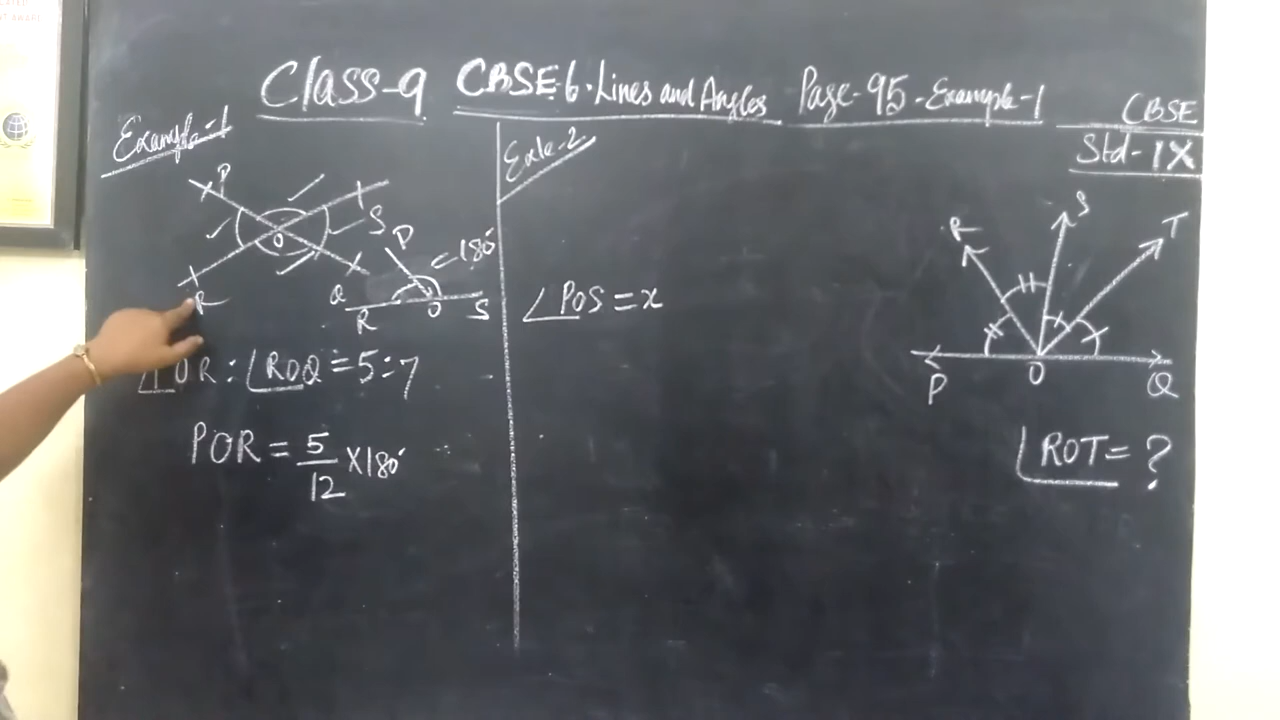 Class-9 CBSE-6. Lines and Angles Page-95-Example-1
CBSE
Std-IX
Example-1
P
S
O
R
Q
P
=180°
R
O
S
∠POR : ∠ROQ = 5:7
POR = 5/12 X180°
Exle-2
∠POS = x
R
S
T
P
O
Q
∠ROT = ?